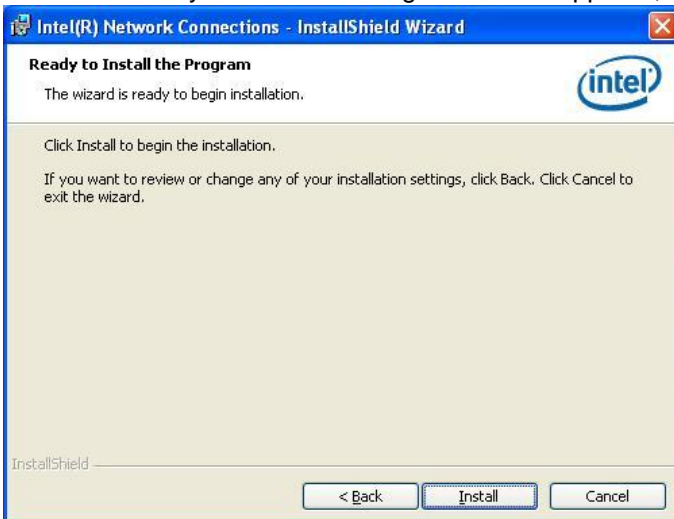 Intel(R) Network Connections - InstallShield Wizard
Ready to Install the Program
The wizard is ready to begin installation.
intel
Click Install to begin the installation.
If you want to review or change any of your installation settings, click Back. Click Cancel to
exit the wizard.
InstallShield
< Back Install Cancel